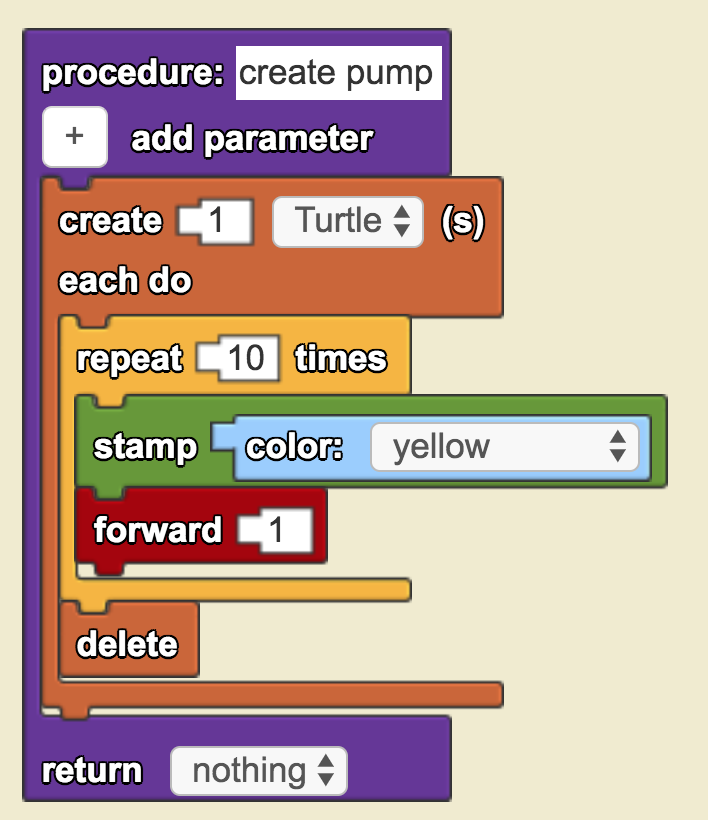 procedure: create pump
+ add parameter
create 1 Turtle (s)
each do
repeat 10 times
stamp color: yellow
forward 1
delete
return nothing